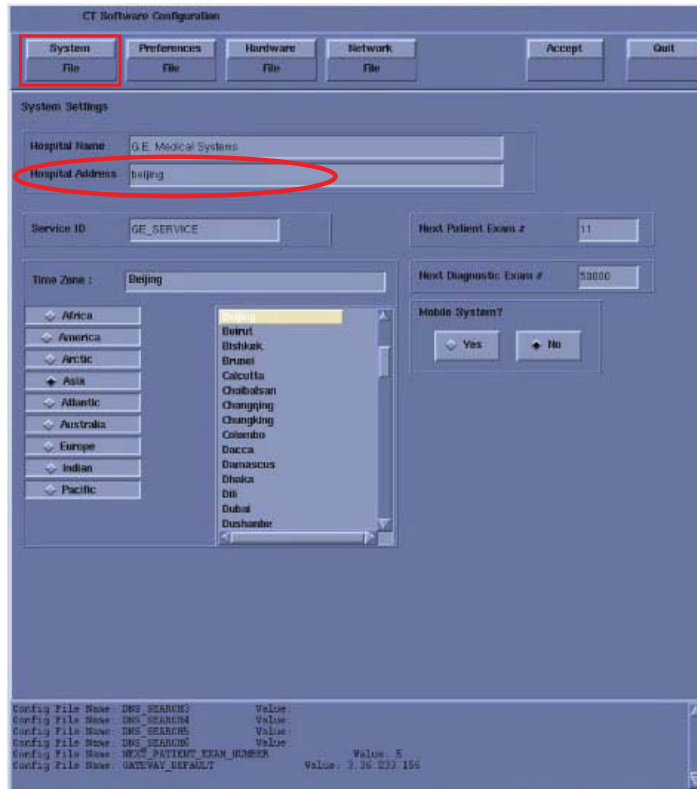 CT Software Configuration
System Preferences Hardware Network Accept Quit
File File File File
System Settings
Hospital Name G.E. Medical Systems
Hospital Address beijing
Service ID GE_SERVICE Next Patient Exam # 11
Time Zone : Beijing Next Diagnostic Exam # 50000
Africa
America
Arctic
Asia
Atlantic
Australia
Europe
Indian
Pacific
Beijing
Beirut
Bishkek
Brunei
Calcutta
Choibalsan
Chongqing
Chungking
Colombo
Dacca
Damascus
Dhaka
Dili
Dubai
Dushanbe
Mobile System?
Yes No
Config File Name: DNS_SEARCH3 Value:
Config File Name: DNS_SEARCH4 Value:
Config File Name: DNS_SEARCH5 Value:
Config File Name: DNS_SEARCH6 Value:
Config File Name: NEXT_PATIENT_EXAM_NUMBER Value: 5
Config File Name: GATEWAY_DEFAULT Value: 3.36.233.156